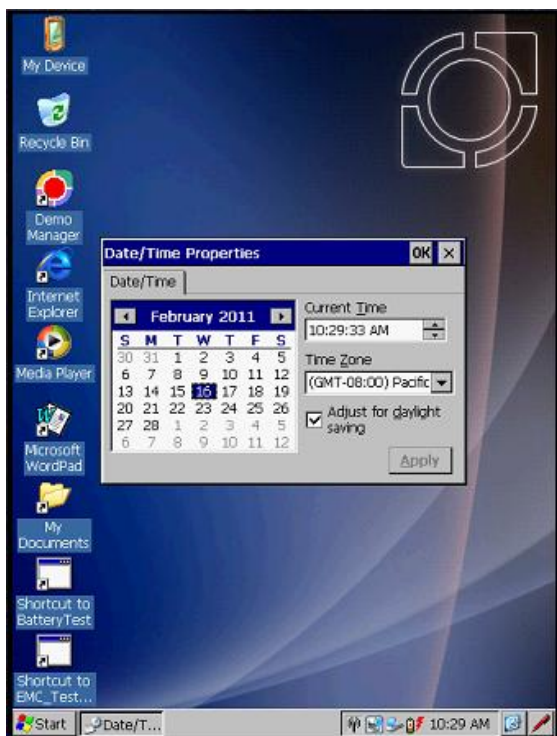 My Device
Recycle Bin
Demo
Manager
Internet
Explorer
Media Player
Microsoft
WordPad
My
Documents
Shortcut to
BatteryTest
Shortcut to
EMC_Test...
Date/Time Properties
OK
Date/Time
February 2011
S M T W T F S
30 31 1 2 3 4 5
6 7 8 9 10 11 12
13 14 15 16 17 18 19
20 21 22 23 24 25 26
27 28 1 2 3 4 5
6 7 8 9 10 11 12
Current Time
10:29:33 AM
Time Zone
(GMT-08:00) Pacific
Adjust for daylight
saving
Apply
Start
Date/T...
10:29 AM